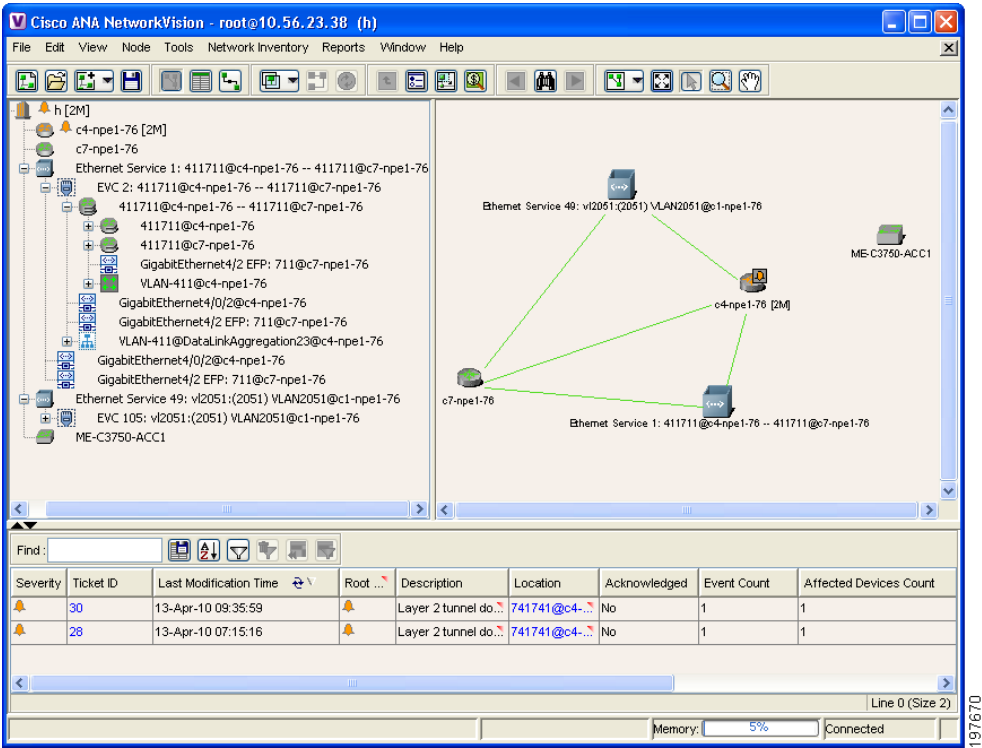 Cisco ANA NetworkVision - root@10.56.23.38 (h)
File Edit View Node Tools Network Inventory Reports Window Help
h [2M]
c4-npe1-76 [2M]
c7-npe1-76
Ethernet Service 1: 411711@c4-npe1-76 -- 411711@c7-npe1-76
EVC 2: 411711@c4-npe1-76 -- 411711@c7-npe1-76
411711@c4-npe1-76 -- 411711@c7-npe1-76
411711@c4-npe1-76
411711@c7-npe1-76
GigabitEthernet4/2 EFP: 711@c7-npe1-76
VLAN-411@c4-npe1-76
GigabitEthernet4/0/2@c4-npe1-76
GigabitEthernet4/2 EFP: 711@c7-npe1-76
VLAN-411@DataLinkAggregation23@c4-npe1-76
GigabitEthernet4/0/2@c4-npe1-76
GigabitEthernet4/2 EFP: 711@c7-npe1-76
Ethernet Service 49: vl2051:(2051) VLAN2051@c1-npe1-76
EVC 105: vl2051:(2051) VLAN2051@c1-npe1-76
ME-C3750-ACC1
Ethernet Service 49: vl2051:(2051) VLAN2051@c1-npe1-76
ME-C3750-ACC1
c4-npe1-76 [2M]
c7-npe1-76
Ethernet Service 1: 411711@c4-npe1-76 -- 411711@c7-npe1-76
Find :
Severity Ticket ID Last Modification Time Root ... Description Location Acknowledged Event Count Affected Devices Count
30 13-Apr-10 09:35:59 Layer 2 tunnel do... 741741@c4-... No 1 1
28 13-Apr-10 07:15:16 Layer 2 tunnel do... 741741@c4-... No 1 1
Line 0 (Size 2)
Memory: 5% Connected
197670